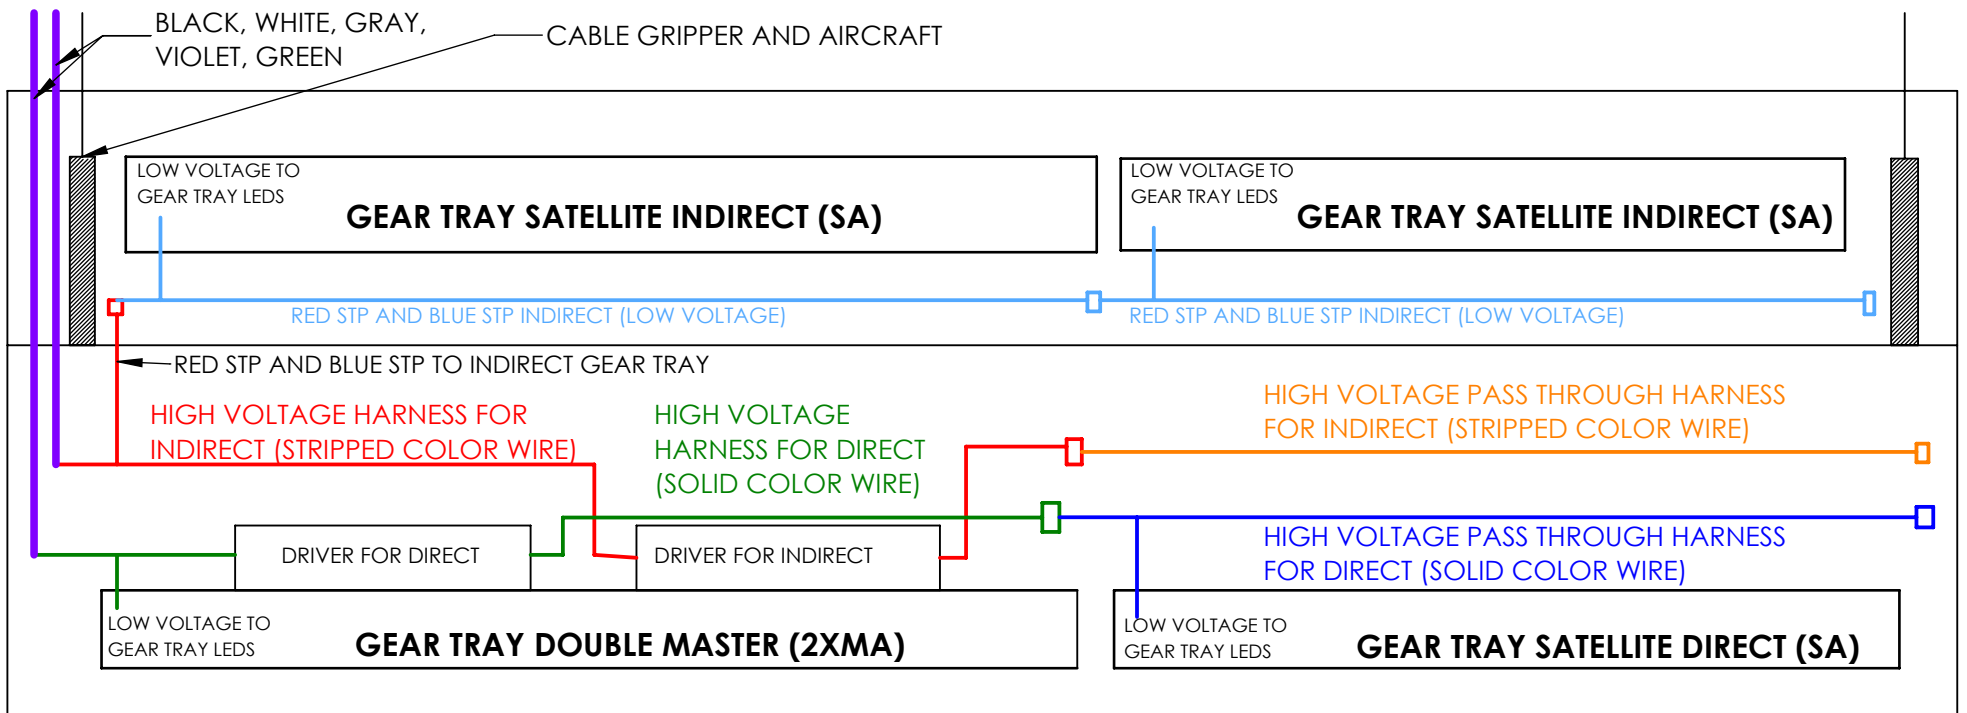 BLACK, WHITE, GRAY,
VIOLET, GREEN
CABLE GRIPPER AND AIRCRAFT
LOW VOLTAGE TO
GEAR TRAY LEDS
GEAR TRAY SATELLITE INDIRECT (SA)
LOW VOLTAGE TO
GEAR TRAY LEDS
GEAR TRAY SATELLITE INDIRECT (SA)
RED STP AND BLUE STP INDIRECT (LOW VOLTAGE)
RED STP AND BLUE STP INDIRECT (LOW VOLTAGE)
RED STP AND BLUE STP TO INDIRECT GEAR TRAY
HIGH VOLTAGE HARNESS FOR
INDIRECT (STRIPPED COLOR WIRE)
HIGH VOLTAGE
HARNESS FOR DIRECT
(SOLID COLOR WIRE)
HIGH VOLTAGE PASS THROUGH HARNESS
FOR INDIRECT (STRIPPED COLOR WIRE)
DRIVER FOR DIRECT
DRIVER FOR INDIRECT
HIGH VOLTAGE PASS THROUGH HARNESS
FOR DIRECT (SOLID COLOR WIRE)
LOW VOLTAGE TO
GEAR TRAY LEDS
GEAR TRAY DOUBLE MASTER (2XMA)
LOW VOLTAGE TO
GEAR TRAY LEDS
GEAR TRAY SATELLITE DIRECT (SA)